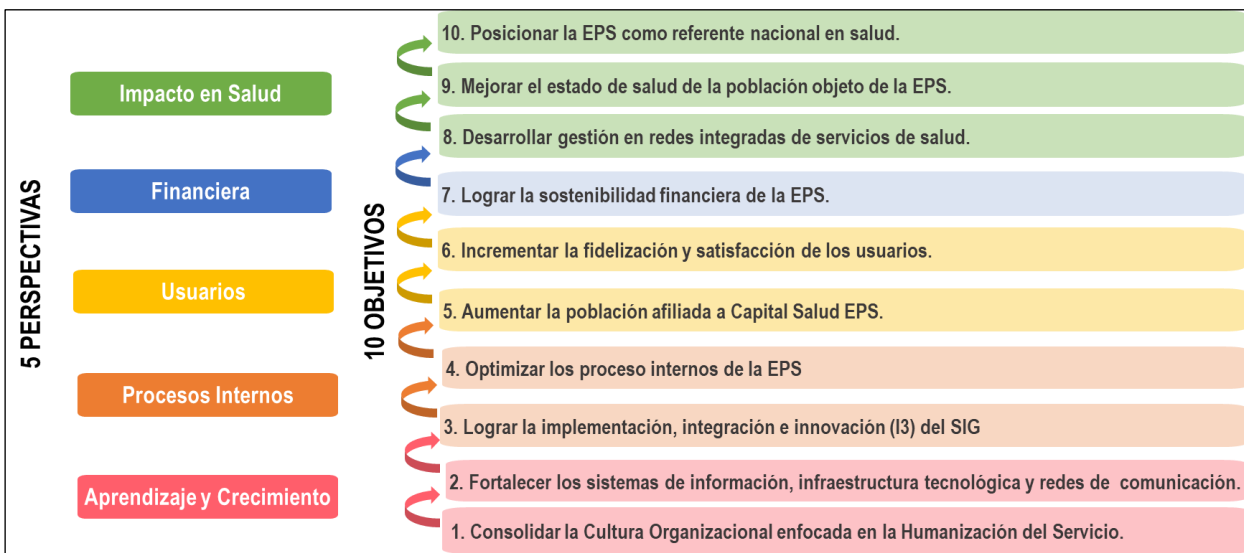 5 PERSPECTIVAS
Impacto en Salud
Financiera
Usuarios
Procesos Internos
Aprendizaje y Crecimiento
10 OBJETIVOS
10. Posicionar la EPS como referente nacional en salud.
9. Mejorar el estado de salud de la población objeto de la EPS.
8. Desarrollar gestión en redes integradas de servicios de salud.
7. Lograr la sostenibilidad financiera de la EPS.
6. Incrementar la fidelización y satisfacción de los usuarios.
5. Aumentar la población afiliada a Capital Salud EPS.
4. Optimizar los proceso internos de la EPS
3. Lograr la implementación, integración e innovación (I3) del SIG
2. Fortalecer los sistemas de información, infraestructura tecnológica y redes de comunicación.
1. Consolidar la Cultura Organizacional enfocada en la Humanización del Servicio.